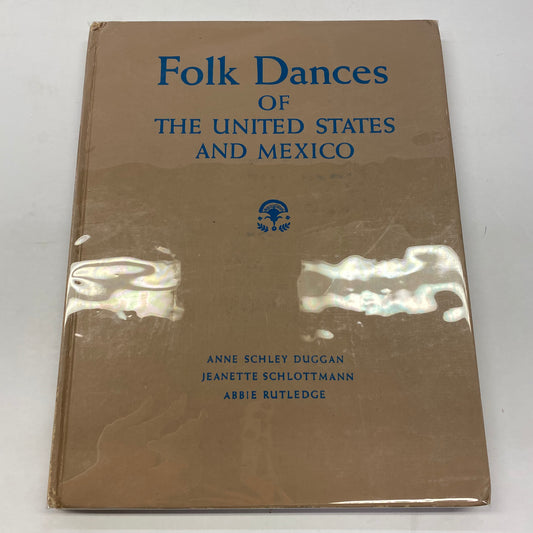 Folk Dances
OF
THE UNITED STATES
AND MEXICO
ANNE SCHLEY DUGGAN
JEANETTE SCHLOTTMANN
ABBIE RUTLEDGE